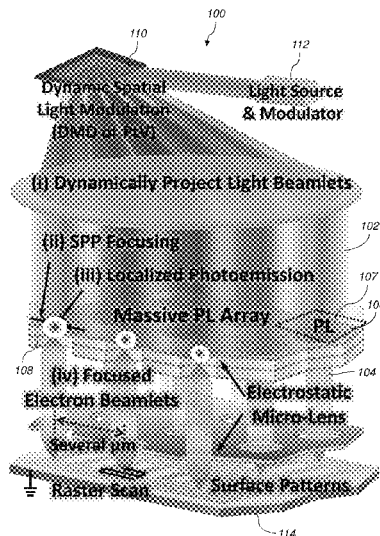 110
100
112
Dynamic Spatial
Light Modulation
(DMD or PLV)
Light Source
& Modulator
(i) Dynamically Project Light Beamlets
102
(ii) SPP Focusing
(iii) Localized Photoemission
107
Massive PL Array
PL
108
104
(iv) Focused
Electron Beamlets
Electrostatic
Micro-Lens
Several μm
Raster Scan
Surface Patterns
114